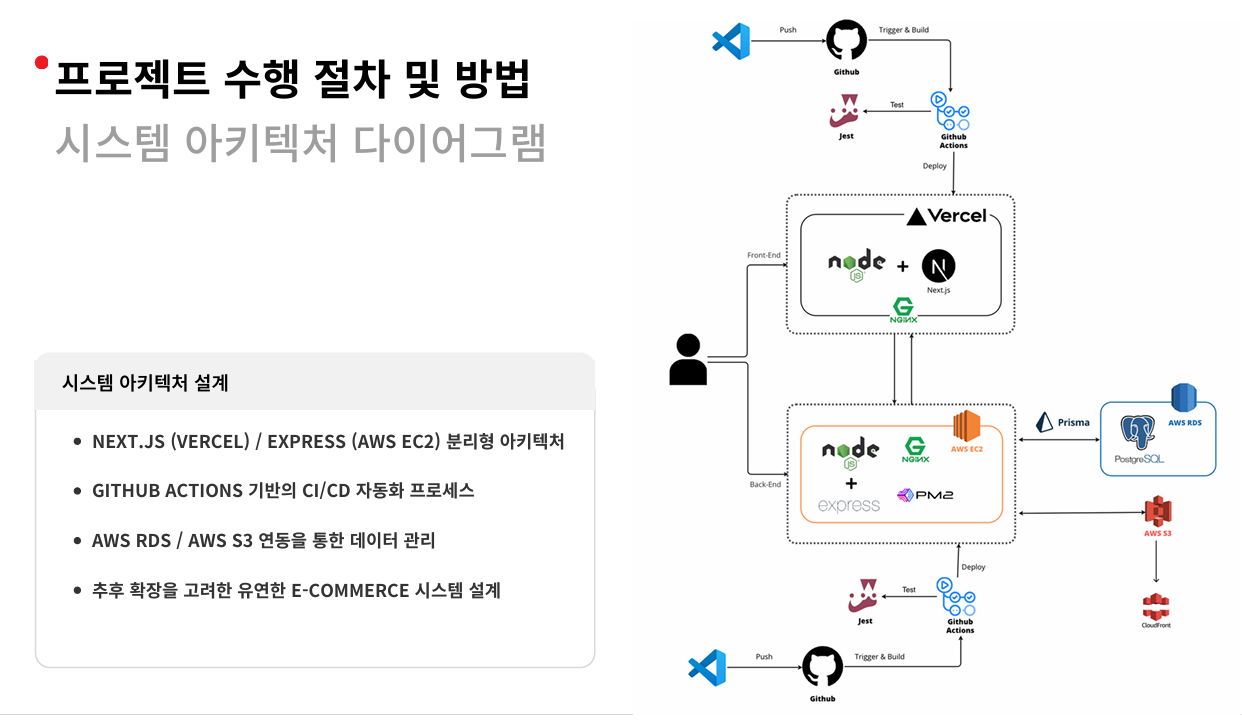 프로젝트 수행 절차 및 방법
시스템 아키텍처 다이어그램
시스템 아키텍처 설계
NEXT.JS (VERCEL) / EXPRESS (AWS EC2) 분리형 아키텍처
GITHUB ACTIONS 기반의 CI/CD 자동화 프로세스
AWS RDS / AWS S3 연동을 통한 데이터 관리
추후 확장을 고려한 유연한 E-COMMERCE 시스템 설계
Push
Trigger & Build
Github
Test
Jest
Github
Actions
Deploy
Vercel
Front-End
node
JS
+
N
Next.js
G
NGINX
AWS EC2
node
JS
G
NGINX
+
express
PM2
Back-End
Prisma
AWS RDS
PostgreSQL
AWS S3
CloudFront
Deploy
Test
Jest
Github
Actions
Push
Trigger & Build
Github